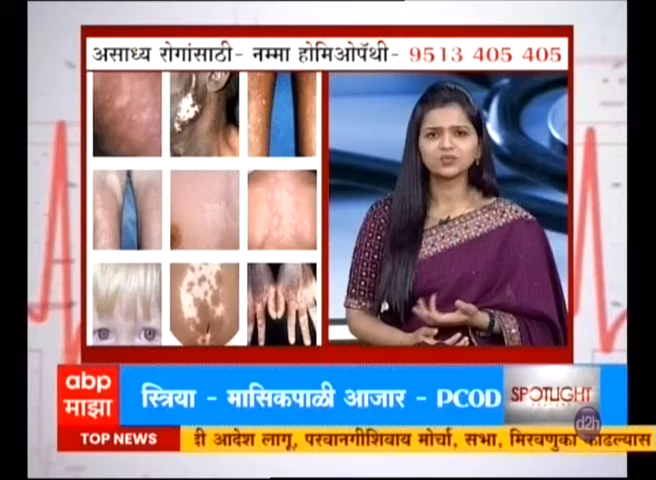 असाध्य रोगांसाठी- नम्मा होमिओपॅथी- 9513 405 405
abp
माझा
स्त्रिया - मासिकपाळी आजार - PCOD
SPOTLIGHT
d2h
TOP NEWS
दी आदेश लागू, परवानगीशिवाय मोर्चा, सभा, मिरवणुका काढल्यास